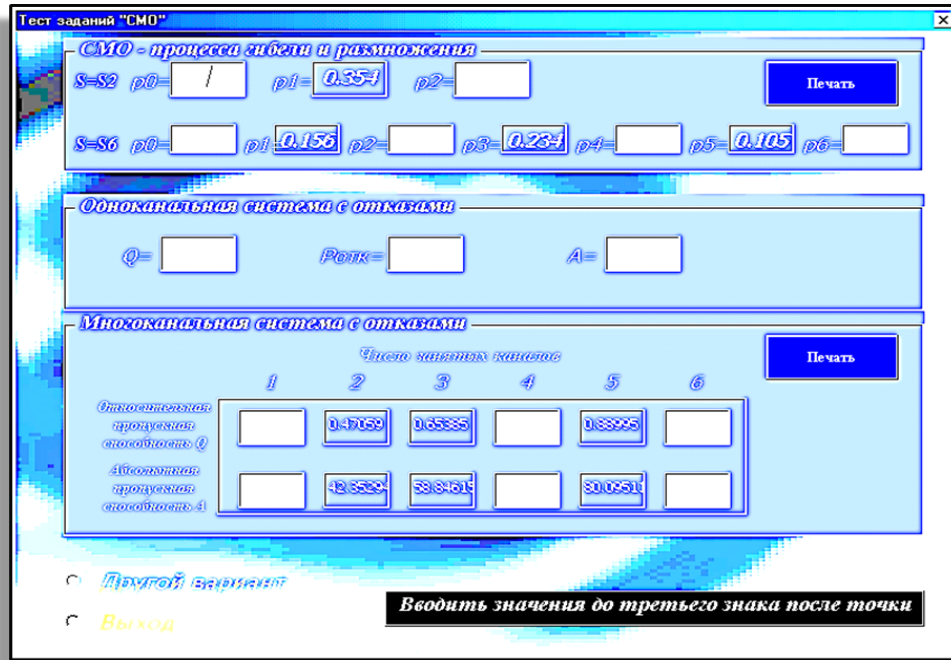 Тест заданий "СМО"
СМО - процесса гибели и размножения
S=S2 p0= p1= 0.354 p2=
Печать
S=S6 p0= p1= 0.156 p2= p3= 0.234 p4= p5= 0.105 p6=
Одноканальная система с отказами
Q= Pотк= A=
Многоканальная система с отказами
Число занятых каналов
Печать
1 2 3 4 5 6
Относительная
пропускная
способность Q
0.47059 0.65385 0.88995
Абсолютная
пропускная
способность A
42.35294 58.84615 80.09511
Другой вариант
Выход
Вводить значения до третьего знака после точки